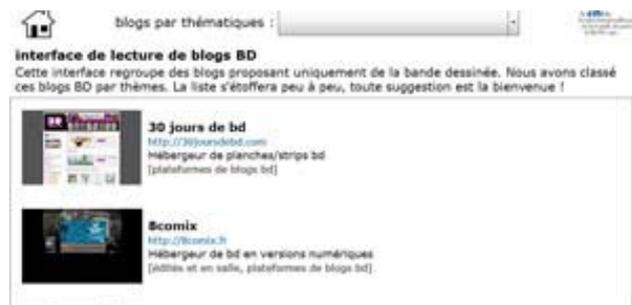 blogs par thématiques :
interface de lecture de blogs BD
Cette interface regroupe des blogs proposant uniquement de la bande dessinée. Nous avons classé
ces blogs BD par thèmes. La liste s'étoffera peu à peu, toute suggestion est la bienvenue !
30 jours de bd
http://30joursdebd.com
Hébergeur de planches/strips bd
[plateformes de blogs bd]
8comix
http://8comix.fr
Hébergeur de bd en versions numériques
[édités et en salle, plateformes de blogs bd]